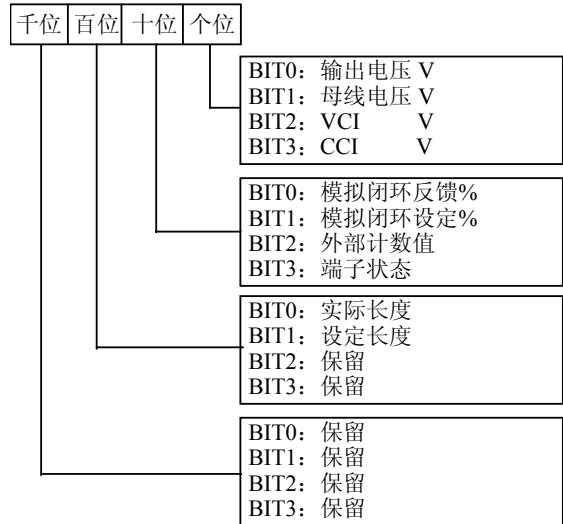 千位 百位 十位 个位
BIT0：输出电压 V
BIT1：母线电压 V
BIT2：VCI V
BIT3：CCI V
BIT0：模拟闭环反馈%
BIT1：模拟闭环设定%
BIT2：外部计数值
BIT3：端子状态
BIT0：实际长度
BIT1：设定长度
BIT2：保留
BIT3：保留
BIT0：保留
BIT1：保留
BIT2：保留
BIT3：保留